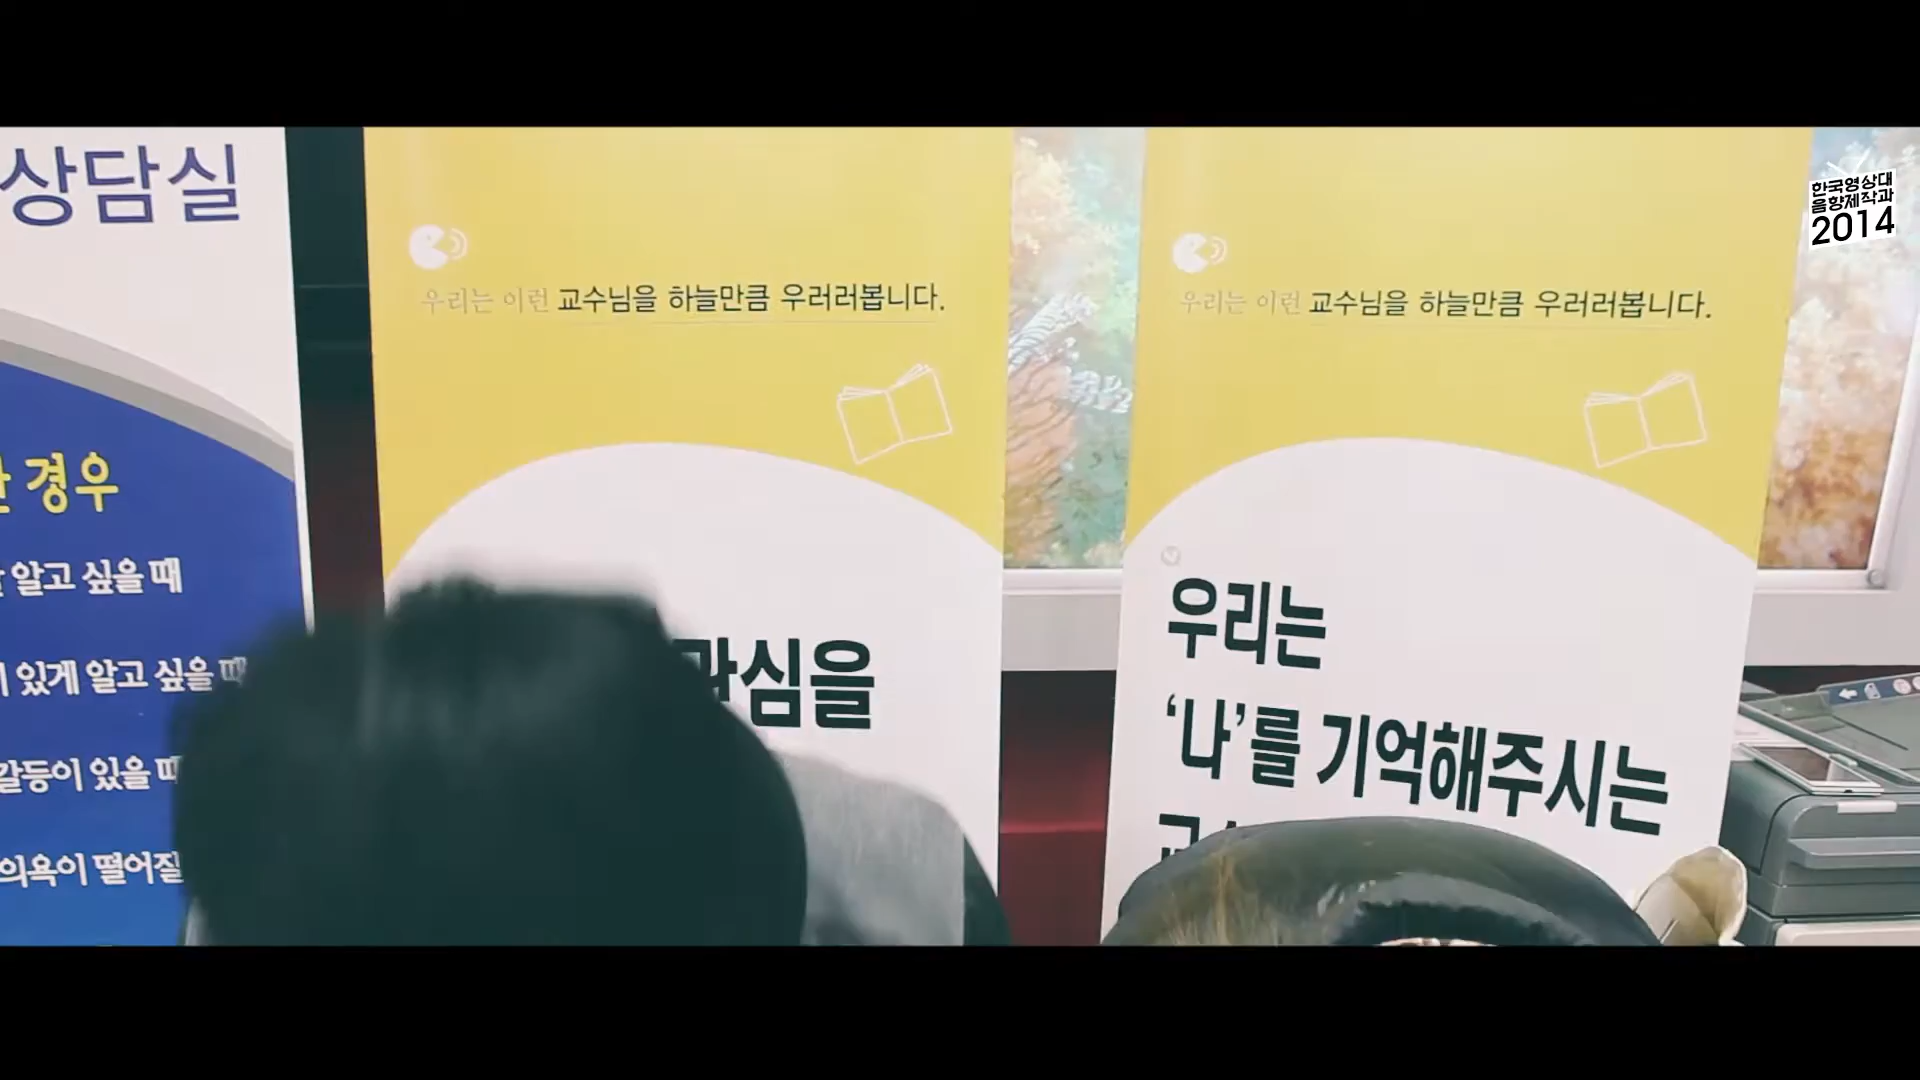 상담실
경우
알고 싶을 때
있게 알고 싶을 때
갈등이 있을 때
의욕이 떨어질
우리는 이런 교수님을 하늘만큼 우러러봅니다.
관심을
우리는 이런 교수님을 하늘만큼 우러러봅니다.
우리는
‘나’를 기억해주시는
한국영상대
음향제작과
2014